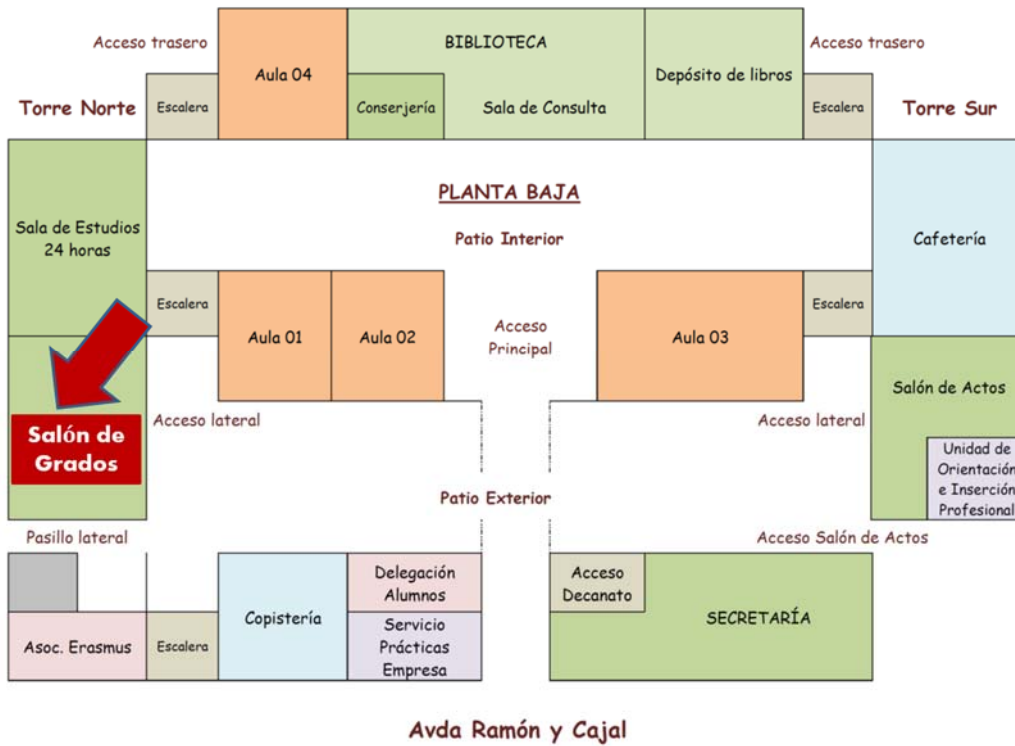 Acceso trasero
BIBLIOTECA
Acceso trasero
Aula 04
Depósito de libros
Torre Norte
Escalera
Conserjería
Sala de Consulta
Escalera
Torre Sur
PLANTA BAJA
Sala de Estudios
24 horas
Patio Interior
Cafetería
Escalera
Aula 01
Aula 02
Acceso
Principal
Aula 03
Escalera
Salón de Actos
Acceso lateral
Acceso lateral
Salón de
Grados
Unidad de
Orientación
e Inserción
Profesional
Patio Exterior
Pasillo lateral
Acceso Salón de Actos
Delegación
Alumnos
Acceso
Decanato
Copistería
SECRETARÍA
Asoc. Erasmus
Escalera
Servicio
Prácticas
Empresa
Avda Ramón y Cajal